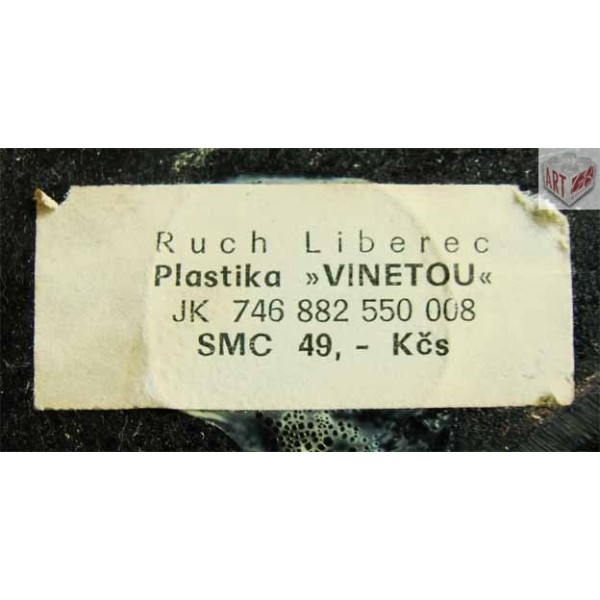 ART
Ruch Liberec
Plastika »VINETOU«
JK 746 882 550 008
SMC 49,- Kčs